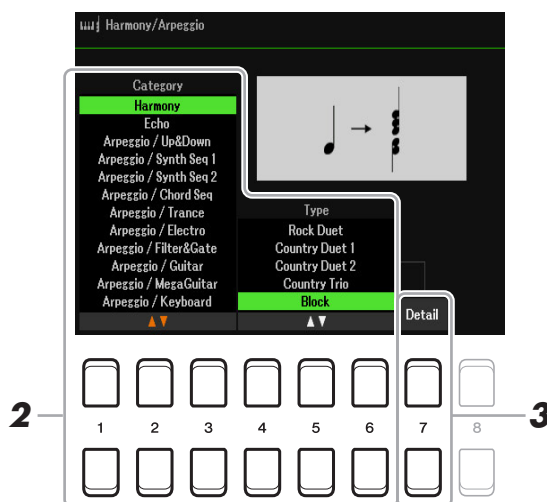 Harmony/Arpeggio
Category
Harmony
Echo
Arpeggio / Up&Down
Arpeggio / Synth Seq 1
Arpeggio / Synth Seq 2
Arpeggio / Chord Seq
Arpeggio / Trance
Arpeggio / Electro
Arpeggio / Filter&Gate
Arpeggio / Guitar
Arpeggio / MegaGuitar
Arpeggio / Keyboard
Type
Rock Duet
Country Duet 1
Country Duet 2
Country Trio
Block
Detail
2
1 2 3 4 5 6 7 8
3